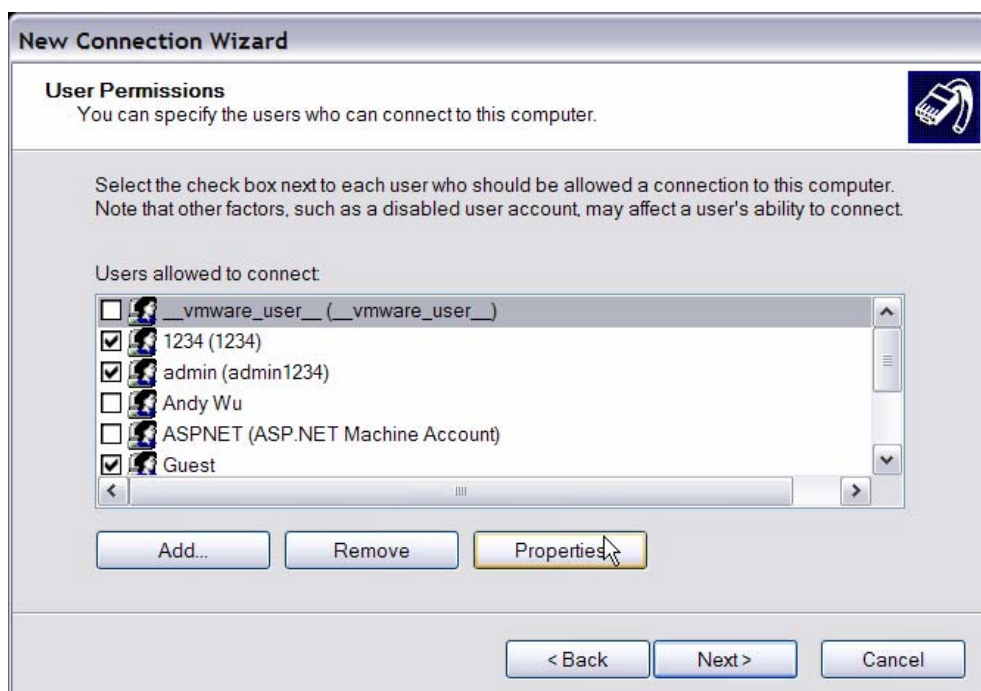 New Connection Wizard
User Permissions
You can specify the users who can connect to this computer.
Select the check box next to each user who should be allowed a connection to this computer.
Note that other factors, such as a disabled user account, may affect a user's ability to connect.
Users allowed to connect:
__vmware_user__ (__vmware_user__)
1234 (1234)
admin (admin1234)
Andy Wu
ASPNET (ASP.NET Machine Account)
Guest
Add...
Remove
Properties
< Back
Next >
Cancel